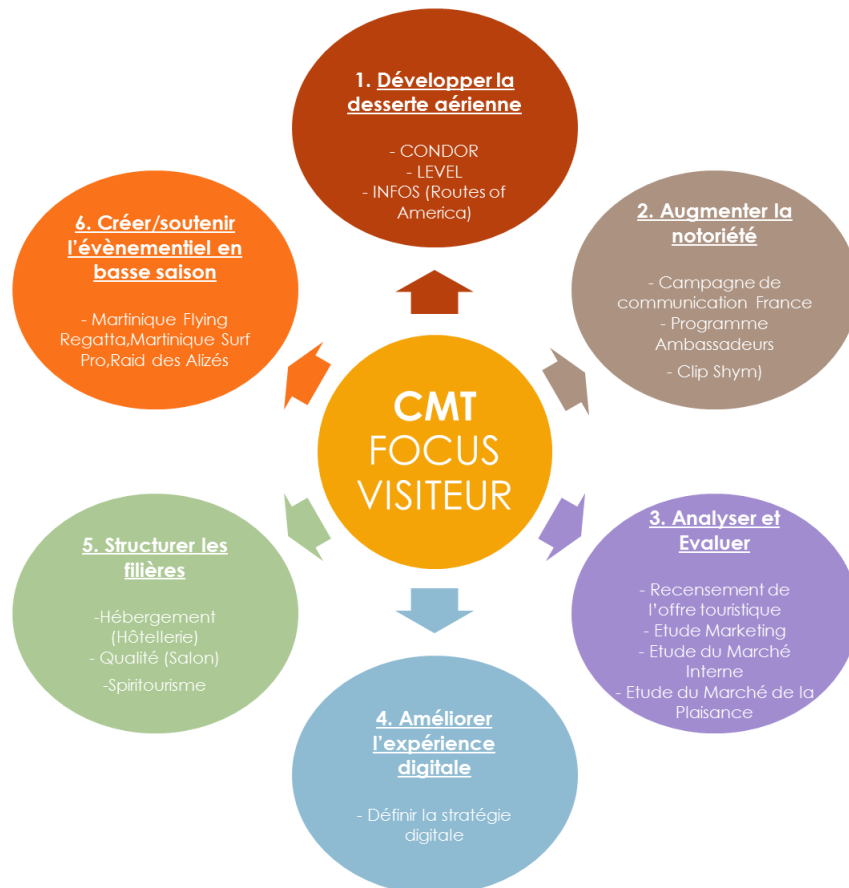 1. Développer la
desserte aérienne
- CONDOR
- LEVEL
- INFOS (Routes of
America)
2. Augmenter la
notoriété
- Campagne de
communication France
- Programme
Ambassadeurs
- Clip Shym)
3. Analyser et
Evaluer
- Recensement de
l'offre touristique
- Etude Marketing
- Etude du Marché
Interne
- Etude du Marché de la
Plaisance
4. Améliorer
l'expérience
digitale
- Définir la stratégie
digitale
5. Structurer les
filières
-Hébergement
(Hôtellerie)
- Qualité (Salon)
-Spiritourisme
6. Créer/soutenir
l'évènementiel en
basse saison
- Martinique Flying
Regatta,Martinique Surf
Pro,Raid des Alizés
CMT
FOCUS
VISITEUR